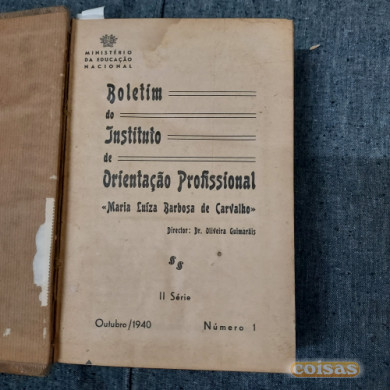 MINISTÉRIO
DA EDUCAÇÃO
NACIONAL
Boletim
do
Instituto
de
Orientação Profissional
«Maria Luíza Barbosa de Carvalho»
Director: Dr. Oliveira Guimarãis
II Série
Outubro/1940 Número 1
coisas